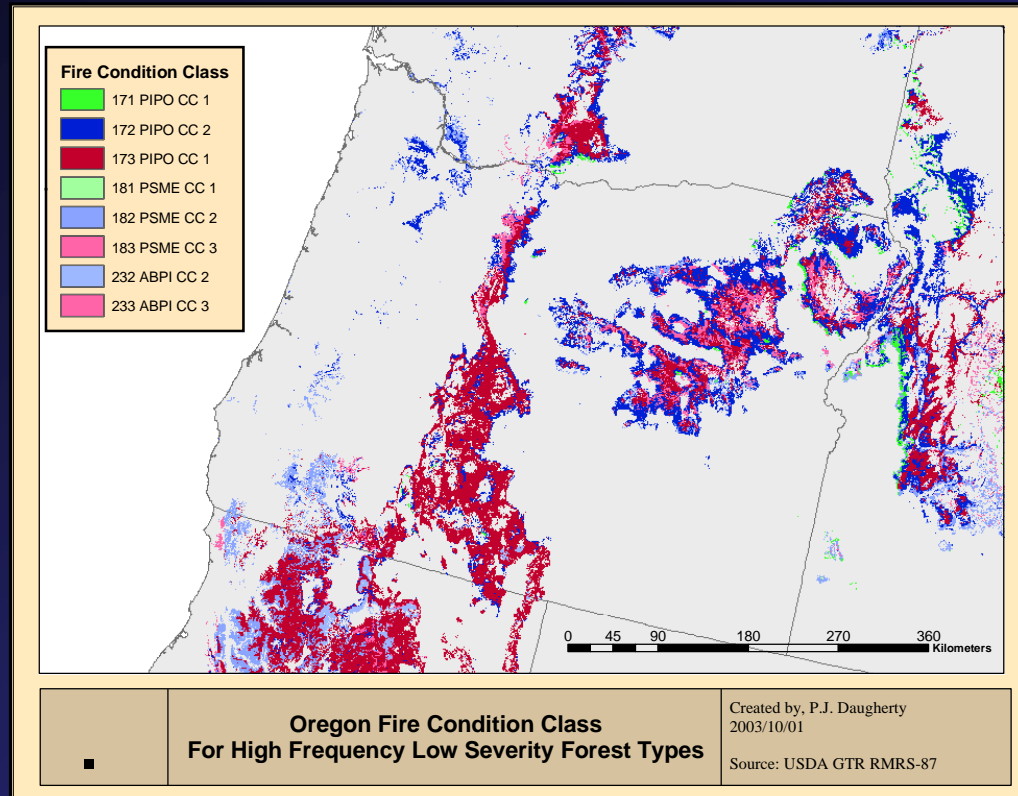 Fire Condition Class
171 PIPO CC 1
172 PIPO CC 2
173 PIPO CC 1
181 PSME CC 1
182 PSME CC 2
183 PSME CC 3
232 ABPI CC 2
233 ABPI CC 3
0 45 90 180 270 360
Kilometers
Oregon Fire Condition Class
For High Frequency Low Severity Forest Types
Created by, P.J. Daugherty
2003/10/01
Source: USDA GTR RMRS-87